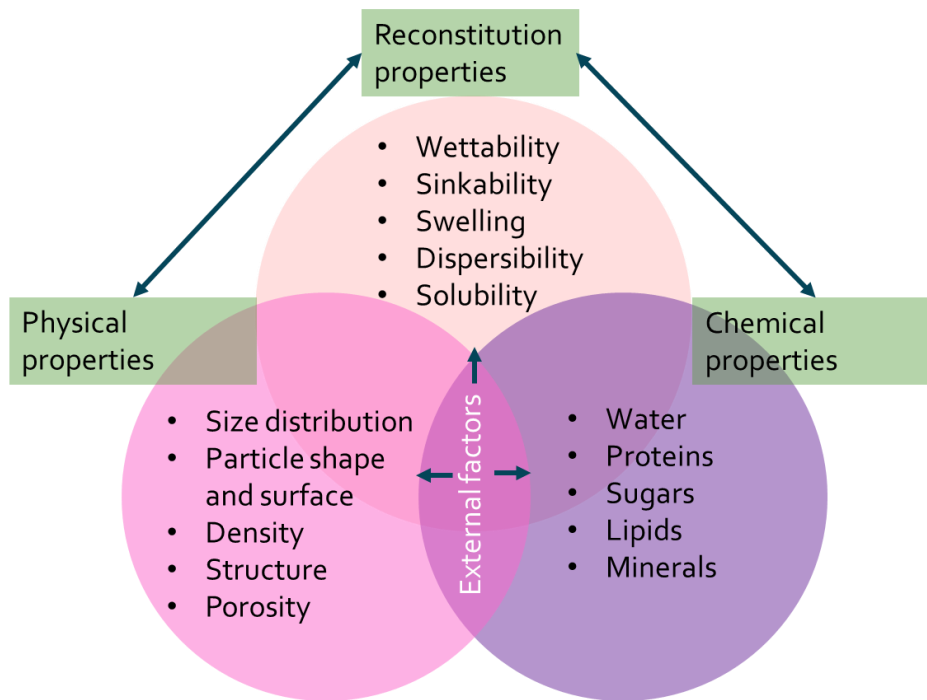 Reconstitution
properties
• Wettability
• Sinkability
• Swelling
• Dispersibility
• Solubility
Physical
properties
Chemical
properties
• Size distribution
• Particle shape
and surface
• Density
• Structure
• Porosity
External factors
• Water
• Proteins
• Sugars
• Lipids
• Minerals